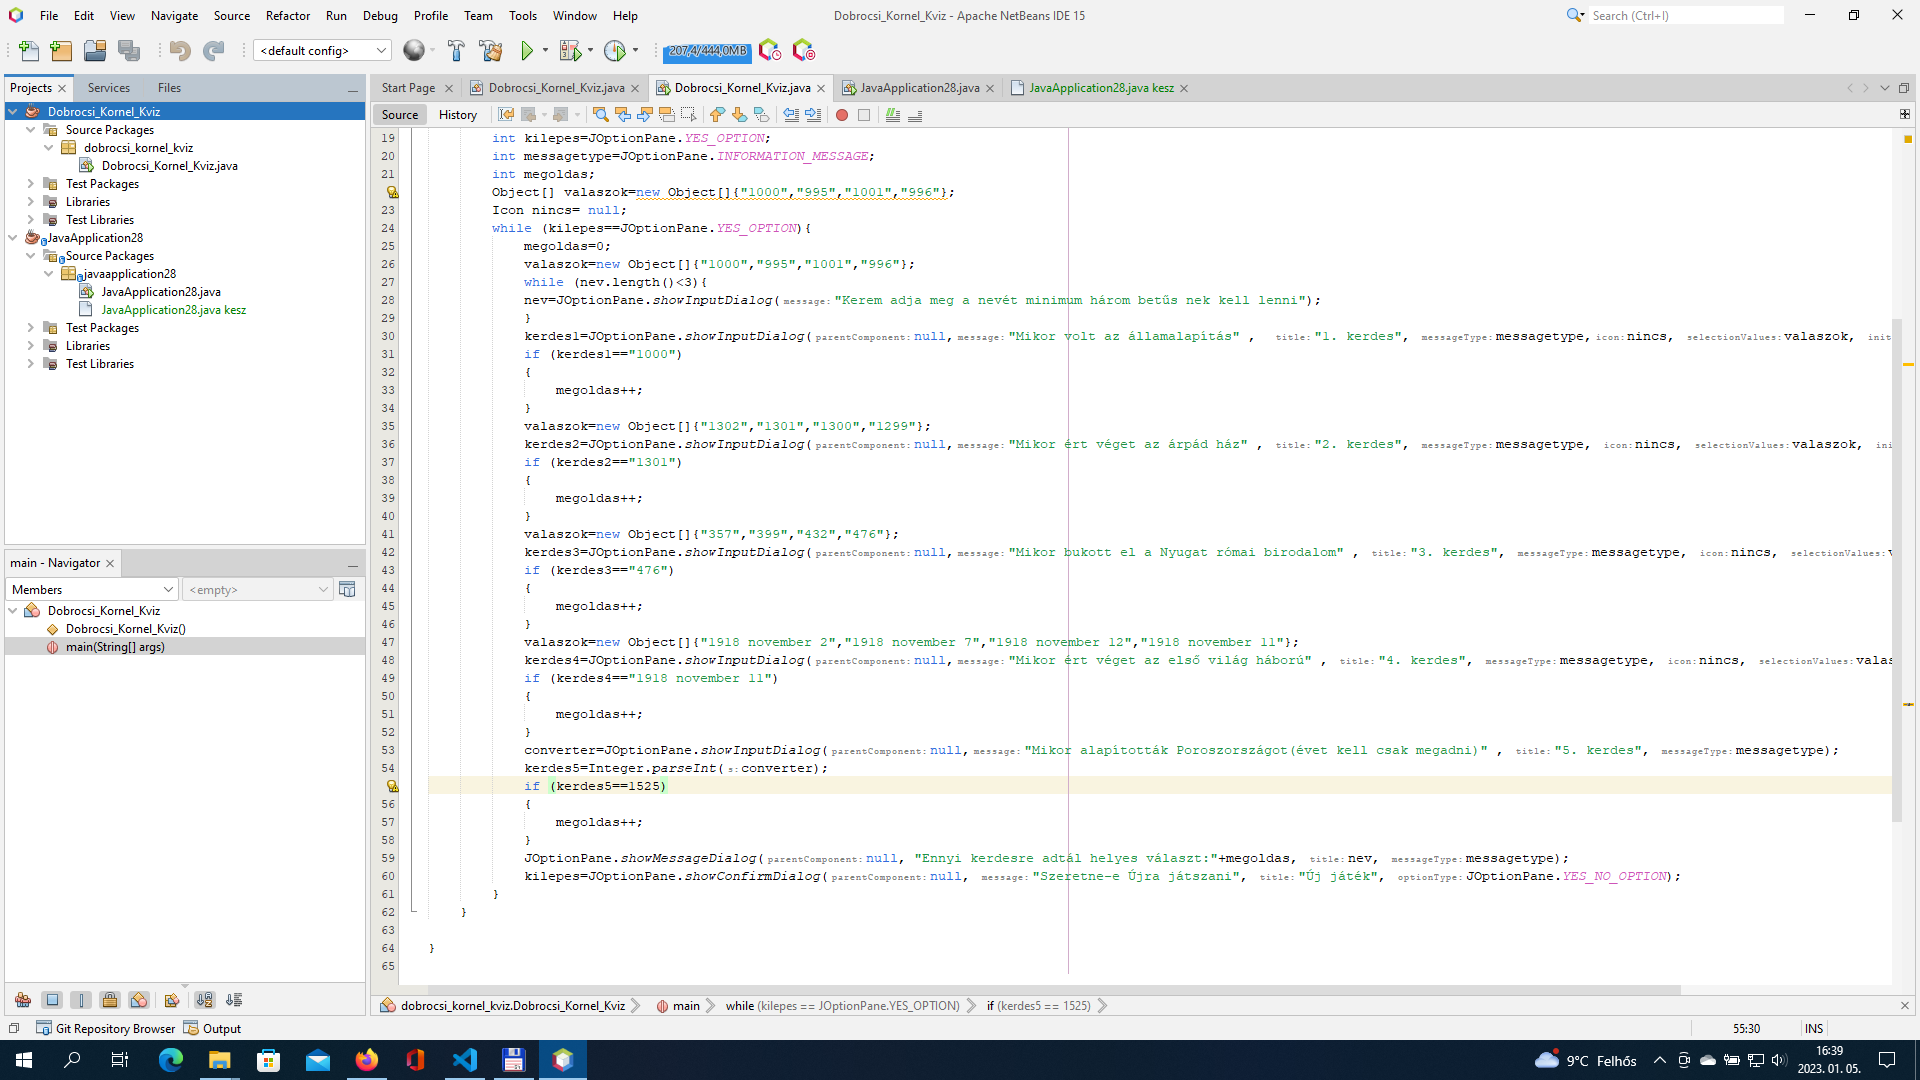 File Edit View Navigate Source Refactor Run Debug Profile Team Tools Window Help
Dobrocsi_Kornel_Kviz - Apache NetBeans IDE 15
Search (Ctrl+I)
<default config>
207,4/444,0MB
Projects Services Files
Start Page Dobrocsi_Kornel_Kviz.java Dobrocsi_Kornel_Kviz.java JavaApplication28.java JavaApplication28.java kesz
Source History
Dobrocsi_Kornel_Kviz
Source Packages
dobrocsi_kornel_kviz
Dobrocsi_Kornel_Kviz.java
Test Packages
Libraries
Test Libraries
JavaApplication28
Source Packages
javaapplication28
JavaApplication28.java
JavaApplication28.java kesz
Test Packages
Libraries
Test Libraries
main - Navigator
Members
<empty>
Dobrocsi_Kornel_Kviz
Dobrocsi_Kornel_Kviz()
main(String[] args)
19 int kilepes=JOptionPane.YES_OPTION;
20 int messagetype=JOptionPane.INFORMATION_MESSAGE;
21 int megoldas;
Object[] valaszok=new Object[]{"1000","995","1001","996"};
23 Icon nincs= null;
24 while (kilepes==JOptionPane.YES_OPTION){
25 megoldas=0;
26 valaszok=new Object[]{"1000","995","1001","996"};
27 while (nev.length()<3){
28 nev=JOptionPane.showInputDialog( message: "Kerem adja meg a nevét minimum három betűs nek kell lenni");
29 }
30 kerdes1=JOptionPane.showInputDialog( parentComponent: null, message: "Mikor volt az államalapítás" , title: "1. kerdes", messageType: messagetype, icon: nincs, selectionValues: valaszok, init
31 if (kerdes1=="1000")
32 {
33 megoldas++;
34 }
35 valaszok=new Object[]{"1302","1301","1300","1299"};
36 kerdes2=JOptionPane.showInputDialog( parentComponent: null, message: "Mikor ért véget az árpád ház" , title: "2. kerdes", messageType: messagetype, icon: nincs, selectionValues: valaszok, ini
37 if (kerdes2=="1301")
38 {
39 megoldas++;
40 }
41 valaszok=new Object[]{"357","399","432","476"};
42 kerdes3=JOptionPane.showInputDialog( parentComponent: null, message: "Mikor bukott el a Nyugat római birodalom" , title: "3. kerdes", messageType: messagetype, icon: nincs, selectionValues: v
43 if (kerdes3=="476")
44 {
45 megoldas++;
46 }
47 valaszok=new Object[]{"1918 november 2","1918 november 7","1918 november 12","1918 november 11"};
48 kerdes4=JOptionPane.showInputDialog( parentComponent: null, message: "Mikor ért véget az első világ háború" , title: "4. kerdes", messageType: messagetype, icon: nincs, selectionValues: valas
49 if (kerdes4=="1918 november 11")
50 {
51 megoldas++;
52 }
53 converter=JOptionPane.showInputDialog( parentComponent: null, message: "Mikor alapították Poroszországot(évet kell csak megadni)" , title: "5. kerdes", messageType: messagetype);
54 kerdes5=Integer.parseInt( s: converter);
if (kerdes5==1525)
56 {
57 megoldas++;
58 }
59 JOptionPane.showMessageDialog( parentComponent: null, "Ennyi kerdesre adtál helyes választ:"+megoldas, title: nev, messageType: messagetype);
60 kilepes=JOptionPane.showConfirmDialog( parentComponent: null, message: "Szeretne-e Újra játszani", title: "Új játék", optionType: JOptionPane.YES_NO_OPTION);
61 }
62 }
63
64 }
65
dobrocsi_kornel_kviz.Dobrocsi_Kornel_Kviz main while (kilepes == JOptionPane.YES_OPTION) if (kerdes5 == 1525)
Git Repository Browser Output
55:30 INS
9°C Felhős
16:39
2023. 01. 05.